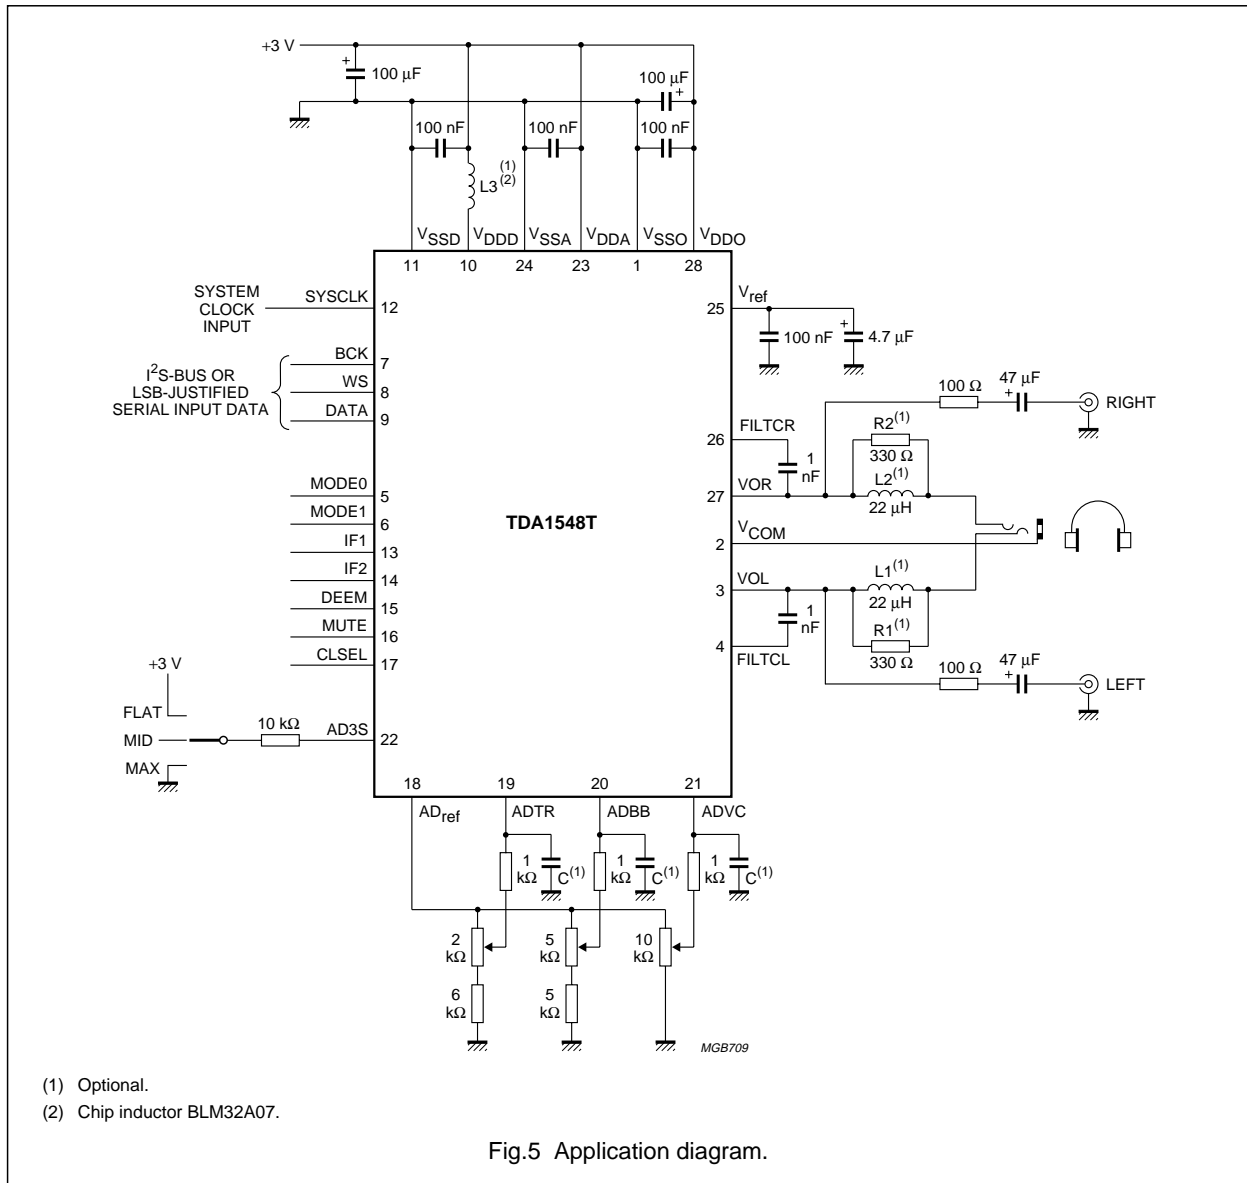 +3 V
100 μF
100 μF
100 nF
100 nF
100 nF
L3 (1)
(2)
VSSD
VDDD
VSSA
VDDA
VSSO
VDDO
11
10
24
23
1
28
SYSTEM
CLOCK
INPUT
SYSCLK
12
25
Vref
100 nF
4.7 μF
I2S-BUS OR
LSB-JUSTIFIED
SERIAL INPUT DATA
BCK
7
WS
8
DATA
9
100 Ω
47 μF
RIGHT
FILTCR
26
1
nF
R2(1)
330 Ω
L2(1)
22 μH
VOR
27
MODE0
5
MODE1
6
TDA1548T
VCOM
2
IF1
13
IF2
14
DEEM
15
MUTE
16
CLSEL
17
VOL
3
L1(1)
22 μH
1
nF
R1(1)
330 Ω
4
FILTCL
100 Ω
47 μF
LEFT
+3 V
FLAT
MID
MAX
10 kΩ
AD3S
22
18
19
20
21
ADref
ADTR
ADBB
ADVC
1
kΩ
C(1)
1
kΩ
C(1)
1
kΩ
C(1)
2
kΩ
5
kΩ
10
kΩ
6
kΩ
5
kΩ
MGB709
(1) Optional.
(2) Chip inductor BLM32A07.
Fig.5 Application diagram.